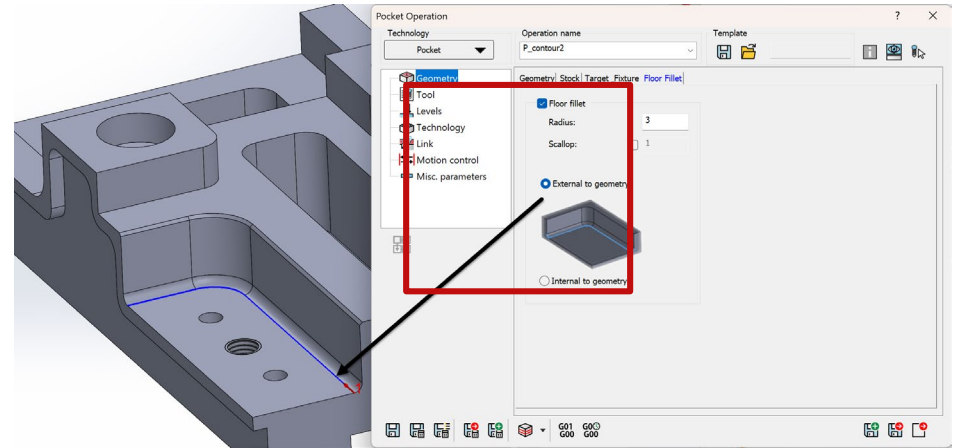 Pocket Operation
? ×
Technology
Operation name
Template
Pocket
P_contour2
Geometry
Geometry Stock Target Fixture Floor Fillet
Tool
Levels
Technology
Link
Motion control
Misc. parameters
Floor fillet
Radius: 3
Scallop: 1
External to geometry
Internal to geometry
1
G01
G00
G00
G00